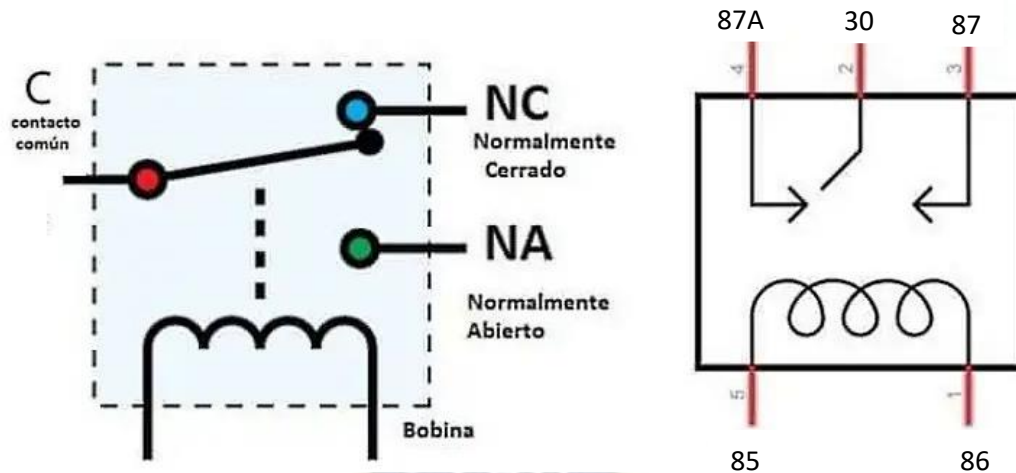 C
contacto
común
NC
Normalmente
Cerrado
NA
Normalmente
Abierto
Bobina
87A
30
87
4
2
3
5
1
85
86